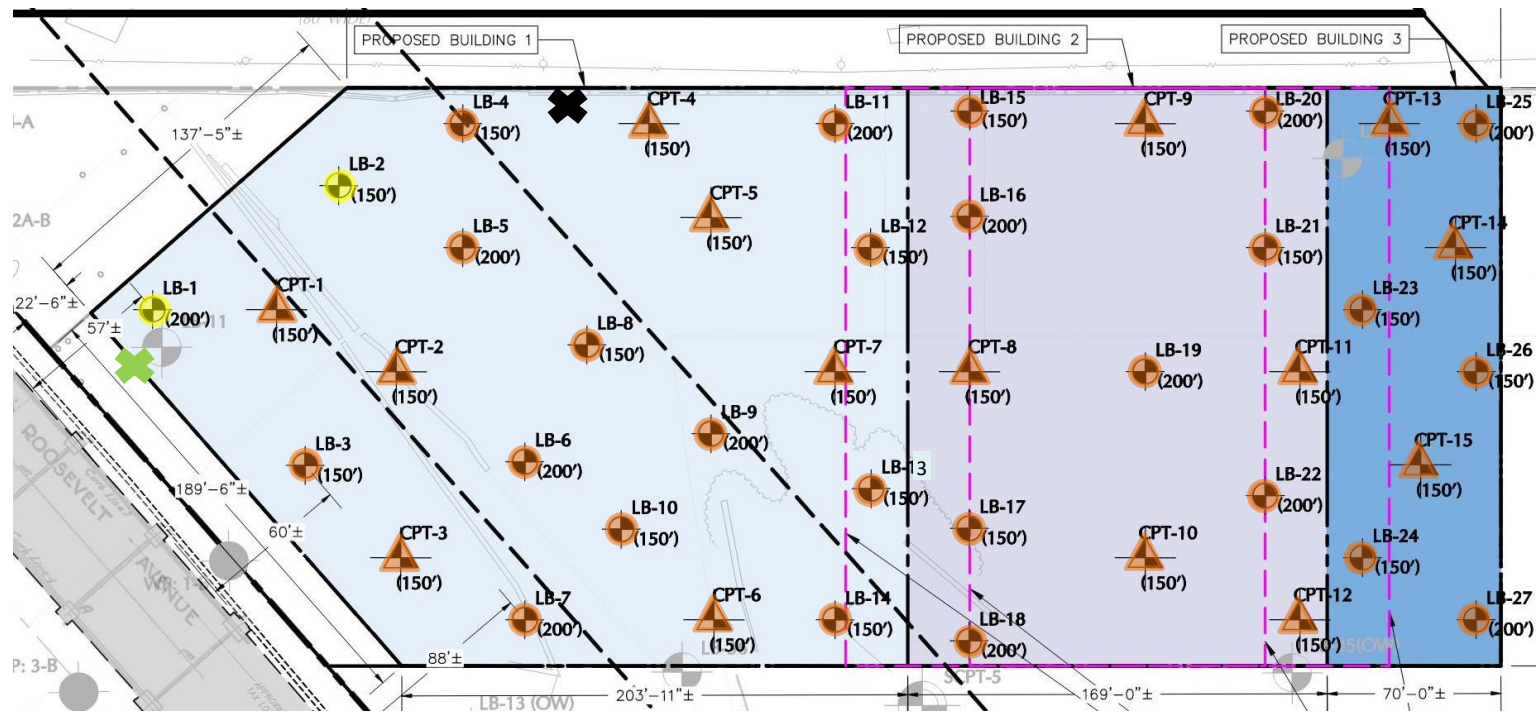 (80' WIDE)
PROPOSED BUILDING 1
PROPOSED BUILDING 2
PROPOSED BUILDING 3
LB-4
(150')
CPT-4
(150')
LB-11
(200')
LB-15
(150')
CPT-9
(150')
LB-20
(200')
CPT-13
(150')
LB-25
(200')
137'-5"±
LB-2
(150')
CPT-5
(150')
LB-16
(200')
LB-5
(200')
LB-12
(150')
LB-21
(150')
CPT-14
(150')
2A-B
LB-1
(200')
CPT-1
(150')
LB-23
(150')
22'-6"±
57'±
CPT-2
(150')
LB-8
(150')
CPT-7
(150')
CPT-8
(150')
LB-19
(200')
CPT-11
(150')
LB-26
(150')
LB-3
(150')
LB-6
(200')
LB-9
(200')
LB-13
(150')
LB-22
(200')
CPT-15
(150')
ROOSEVELT
AVENUE
189'-6"±
60'±
CPT-3
(150')
LB-10
(150')
LB-17
(150')
CPT-10
(150')
LB-24
(150')
LB-7
(200')
CPT-6
(150')
LB-14
(150')
LB-18
(200')
CPT-12
(150')
LB-27
(200')
P: 3-B
88'±
LB-13 (OW)
203'-11"±
SCPT-5
169'-0"±
70'-0"±